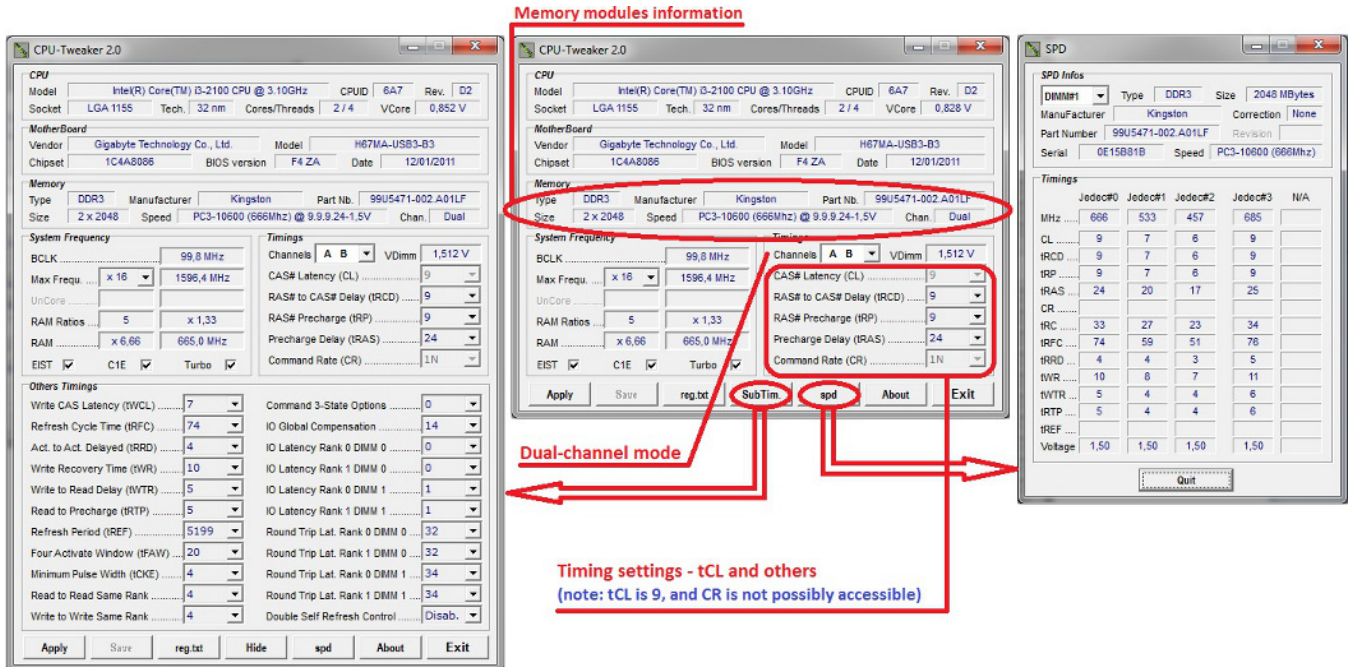 Memory modules information
CPU-Tweaker 2.0
CPU
Model Intel(R) Core(TM) i3-2100 CPU @ 3.10GHz CPUID 6A7 Rev. D2
Socket LGA 1155 Tech. 32 nm Cores/Threads 2 / 4 VCore 0,852 V
MotherBoard
Vendor Gigabyte Technology Co., Ltd. Model H67MA-USB3-B3
Chipset 1C4A8086 BIOS version F4 ZA Date 12/01/2011
Memory
Type DDR3 Manufacturer Kingston Part Nb. 99U5471-002.A01LF
Size 2 x 2048 Speed PC3-10600 (666Mhz) @ 9.9.9.24-1,5V Chan. Dual
System Frequency
BCLK 99,8 MHz
Max Frequ. .... x 16 1596,4 MHz
UnCore
RAM Ratios .... 5 x 1,33
RAM ............ x 6,66 665,0 MHz
EIST C1E Turbo
Timings
Channels A B VDimm 1,512 V
CAS# Latency (CL) 9
RAS# to CAS# Delay (tRCD) 9
RAS# Precharge (tRP) 9
Precharge Delay (tRAS) 24
Command Rate (CR) 1N
Others Timings
Write CAS Latency (tWCL) 7
Refresh Cycle Time (tRFC) 74
Act. to Act. Delayed (tRRD) 4
Write Recovery Time (tWR) 10
Write to Read Delay (tWTR) 5
Read to Precharge (tRTP) 5
Refresh Period (tREF) 5199
Four Activate Window (tFAW) 20
Minimum Pulse Width (tCKE) 4
Read to Read Same Rank 4
Write to Write Same Rank 4
Command 3-State Options 0
IO Global Compensation 14
IO Latency Rank 0 DIMM 0 0
IO Latency Rank 1 DIMM 0 0
IO Latency Rank 0 DIMM 1 1
IO Latency Rank 1 DIMM 1 1
Round Trip Lat. Rank 0 DIMM 0 32
Round Trip Lat. Rank 1 DIMM 0 32
Round Trip Lat. Rank 0 DIMM 1 34
Round Trip Lat. Rank 1 DIMM 1 34
Double Self Refresh Control Disab.
Apply Save reg.txt Hide spd About Exit
CPU-Tweaker 2.0
CPU
Model Intel(R) Core(TM) i3-2100 CPU @ 3.10GHz CPUID 6A7 Rev. D2
Socket LGA 1155 Tech. 32 nm Cores/Threads 2 / 4 VCore 0,828 V
MotherBoard
Vendor Gigabyte Technology Co., Ltd. Model H67MA-USB3-B3
Chipset 1C4A8086 BIOS version F4 ZA Date 12/01/2011
Memory
Type DDR3 Manufacturer Kingston Part Nb. 99U5471-002.A01LF
Size 2 x 2048 Speed PC3-10600 (666Mhz) @ 9.9.9.24-1,5V Chan. Dual
System Frequency
BCLK 99,8 MHz
Max Frequ. .... x 16 1596,4 MHz
UnCore
RAM Ratios .... 5 x 1,33
RAM ............ x 6,66 665,0 MHz
EIST C1E Turbo
Timings
Channels A B VDimm 1,512 V
CAS# Latency (CL) 9
RAS# to CAS# Delay (tRCD) 9
RAS# Precharge (tRP) 9
Precharge Delay (tRAS) 24
Command Rate (CR) 1N
Apply Save reg.txt SubTim. spd About Exit
Dual-channel mode
Timing settings - tCL and others
(note: tCL is 9, and CR is not possibly accessible)
SPD
SPD Infos
DIMM#1 Type DDR3 Size 2048 MBytes
ManuFacturer Kingston Correction None
Part Number 99U5471-002.A01LF Revision
Serial 0E15B81B Speed PC3-10600 (666Mhz)
Timings
Jedec#0 Jedec#1 Jedec#2 Jedec#3 N/A
MHz 666 533 457 685
CL 9 7 6 9
tRCD 9 7 6 9
tRP 9 7 6 9
tRAS 24 20 17 25
CR
tRC 33 27 23 34
tRFC 74 59 51 76
tRRD 4 4 3 5
tWR 10 8 7 11
tWTR 5 4 4 6
tRTP 5 4 4 6
tREF
Voltage 1,50 1,50 1,50 1,50
Quit